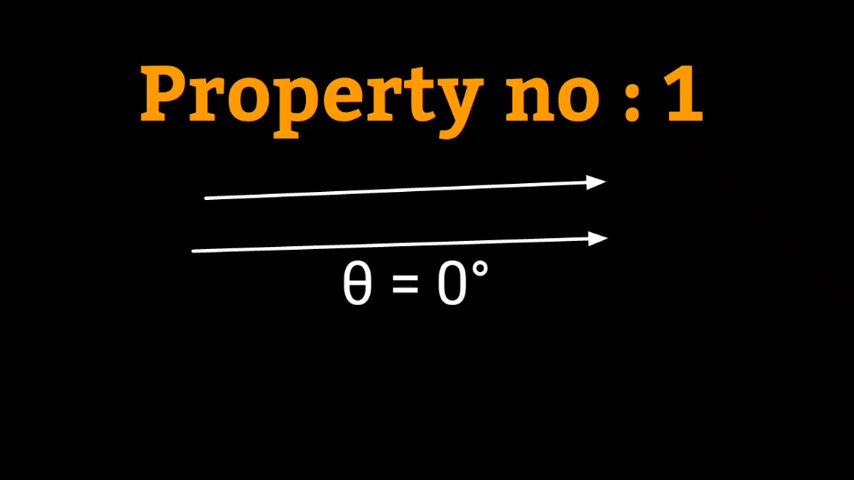 Property no : 1
θ = 0°